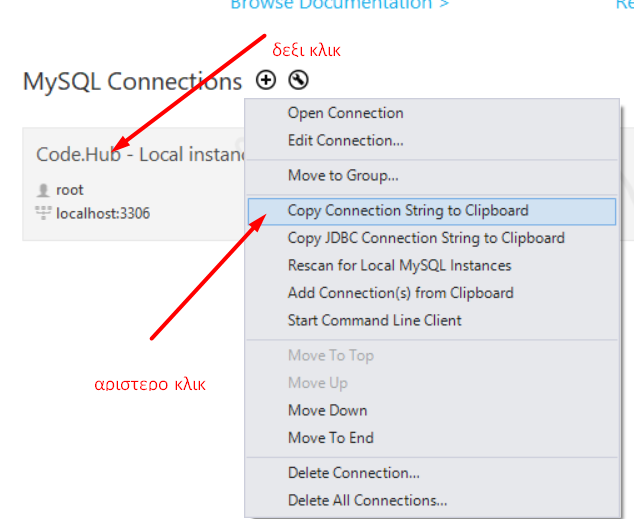 Browse Documentation >
Re
δεξι κλικ
MySQL Connections
Code.Hub - Local instan
root
localhost:3306
Open Connection
Edit Connection...
Move to Group...
Copy Connection String to Clipboard
Copy JDBC Connection String to Clipboard
Rescan for Local MySQL Instances
Add Connection(s) from Clipboard
Start Command Line Client
Move To Top
Move Up
Move Down
Move To End
Delete Connection...
Delete All Connections...
αριστερο κλικ